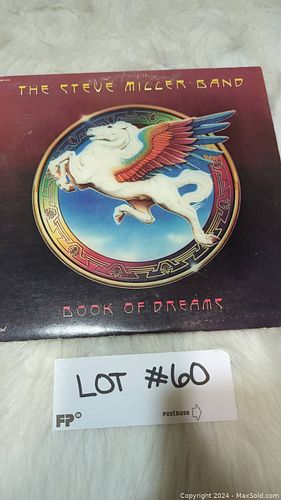 THE STEVE MILLER BAND
BOOK OF DREAMS
LOT #60
FP
POSTBASE
Copyright 2024 - MaxSold.com